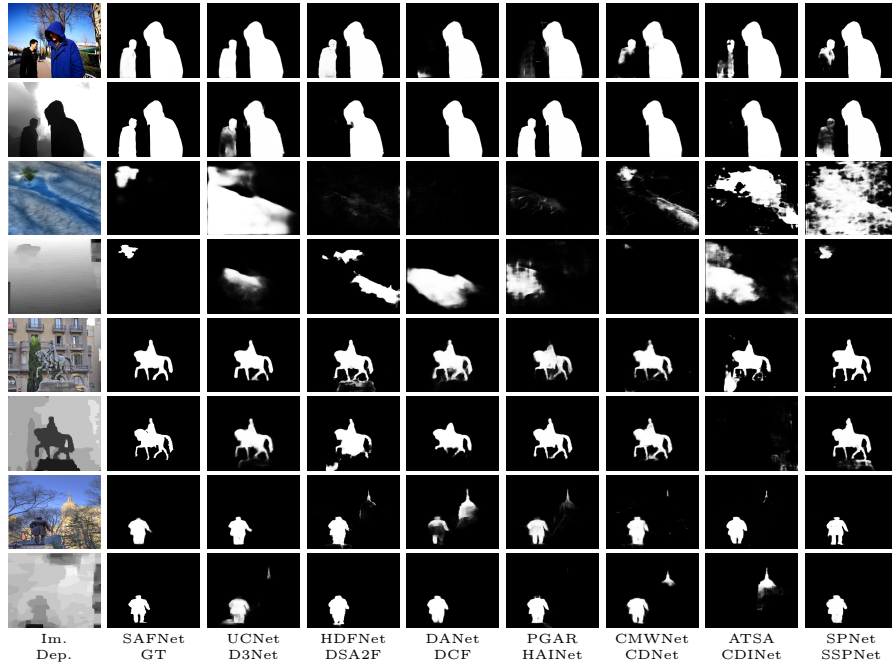 Im. SAFNet UCNet HDFNet DANet PGAR CMWNet ATSA SPNet
Dep. GT D3Net DSA2F DCF HAINet CDNet CDINet SSPNet